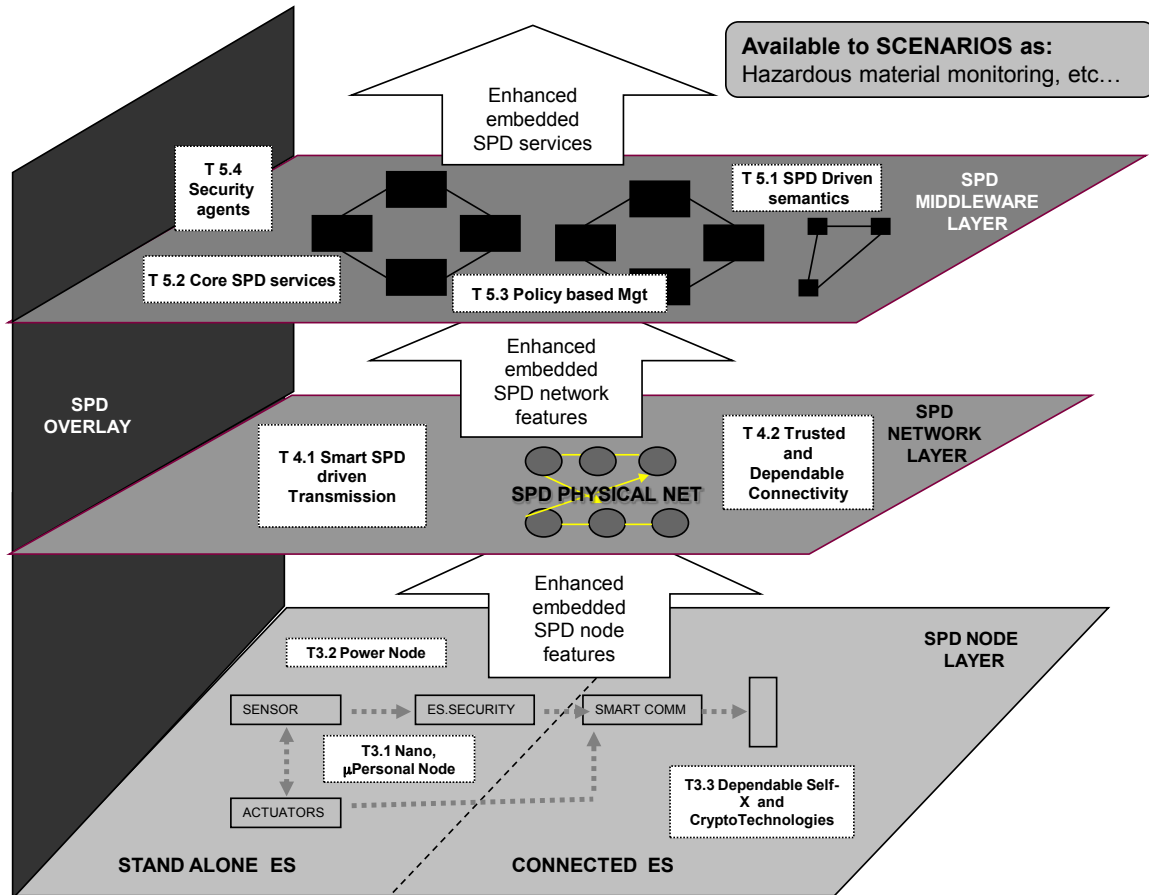 Available to SCENARIOS as:
Hazardous material monitoring, etc…
Enhanced
embedded
SPD services
T 5.4
Security
agents
T 5.1 SPD Driven
semantics
SPD
MIDDLEWARE
LAYER
T 5.2 Core SPD services
T 5.3 Policy based Mgt
Enhanced
embedded
SPD network
features
SPD
OVERLAY
T 4.1 Smart SPD
driven
Transmission
SPD PHYSICAL NET
T 4.2 Trusted
and
Dependable
Connectivity
SPD
NETWORK
LAYER
Enhanced
embedded
SPD node
features
T3.2 Power Node
SPD NODE
LAYER
SENSOR
ES.SECURITY
SMART COMM
T3.1 Nano,
µPersonal Node
ACTUATORS
T3.3 Dependable Self-
X and
CryptoTechnologies
STAND ALONE ES
CONNECTED ES